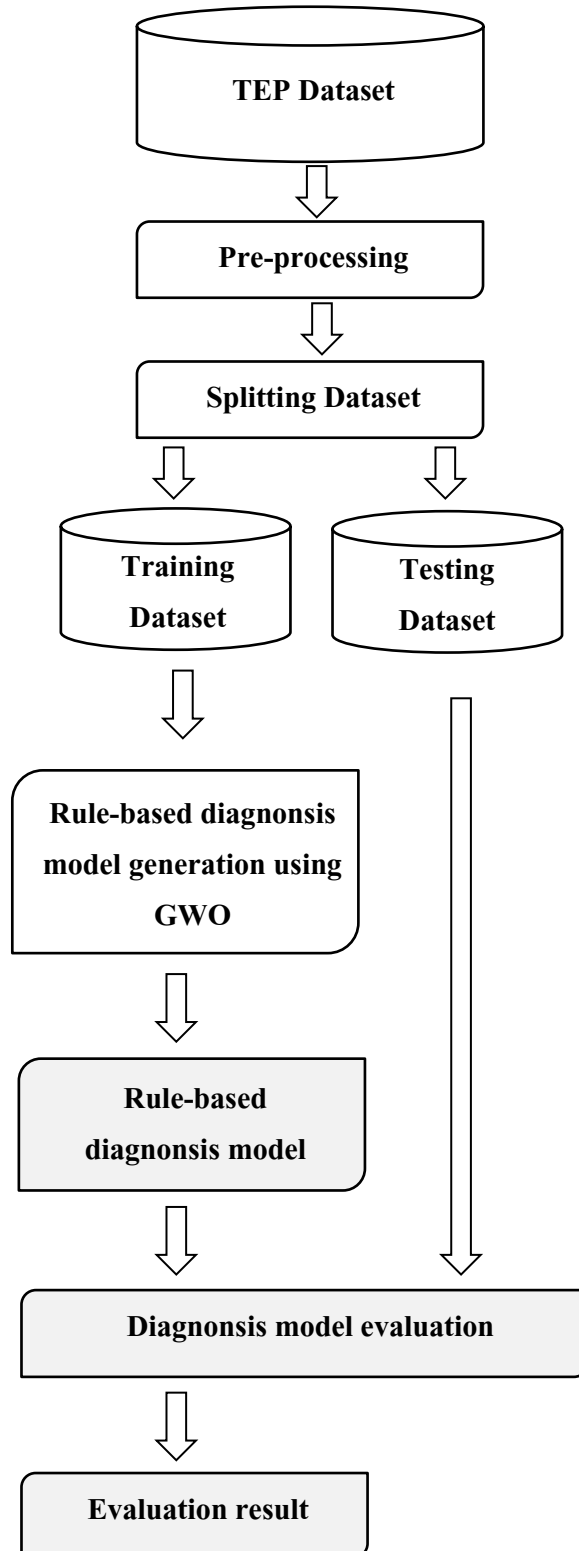 TEP Dataset
Pre-processing
Splitting Dataset
Training
Dataset
Testing
Dataset
Rule-based diagnonsis
model generation using
GWO
Rule-based
diagnonsis model
Diagnonsis model evaluation
Evaluation result